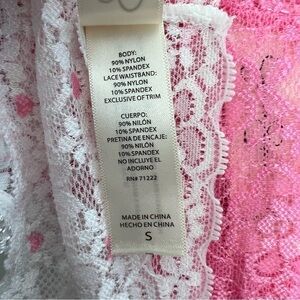 BODY:
90% NYLON
10% SPANDEX
LACE WAISTBAND:
90% NYLON
10% SPANDEX
EXCLUSIVE OF TRIM
CUERPO:
90% NILÓN
10% SPANDEX
PRETINA DE ENCAJE:
90% NILÓN
10% SPANDEX
NO INCLUYE EL
ADORNO
RN# 71222
MADE IN CHINA
HECHO EN CHINA
S